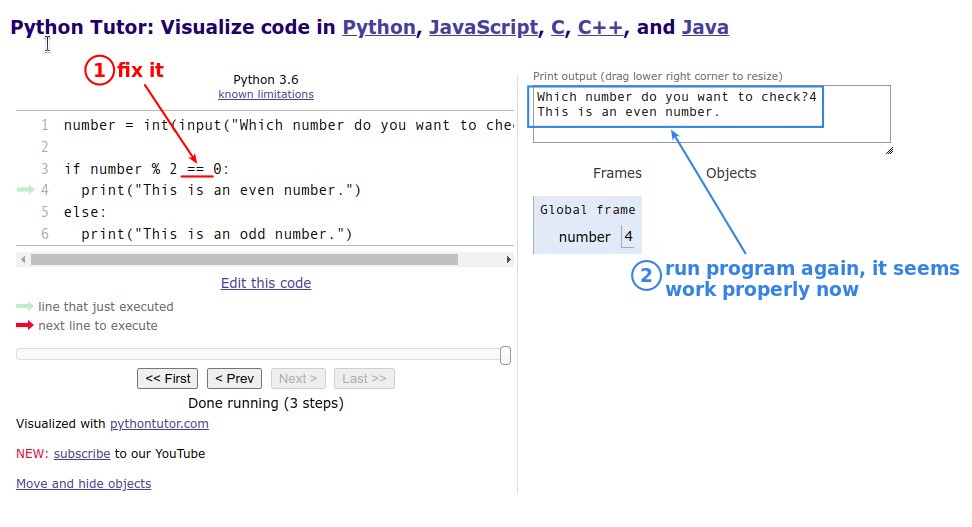 Python Tutor: Visualize code in Python, JavaScript, C, C++, and Java
1 fix it
Python 3.6
known limitations
1 number = int(input("Which number do you want to che
2
3 if number % 2 == 0:
4 print("This is an even number.")
5 else:
6 print("This is an odd number.")
Edit this code
line that just executed
next line to execute
<< First < Prev Next > Last >>
Done running (3 steps)
Visualized with pythontutor.com
NEW: subscribe to our YouTube
Move and hide objects
Print output (drag lower right corner to resize)
Which number do you want to check?4
This is an even number.
Frames Objects
Global frame
number 4
2 run program again, it seems
work properly now